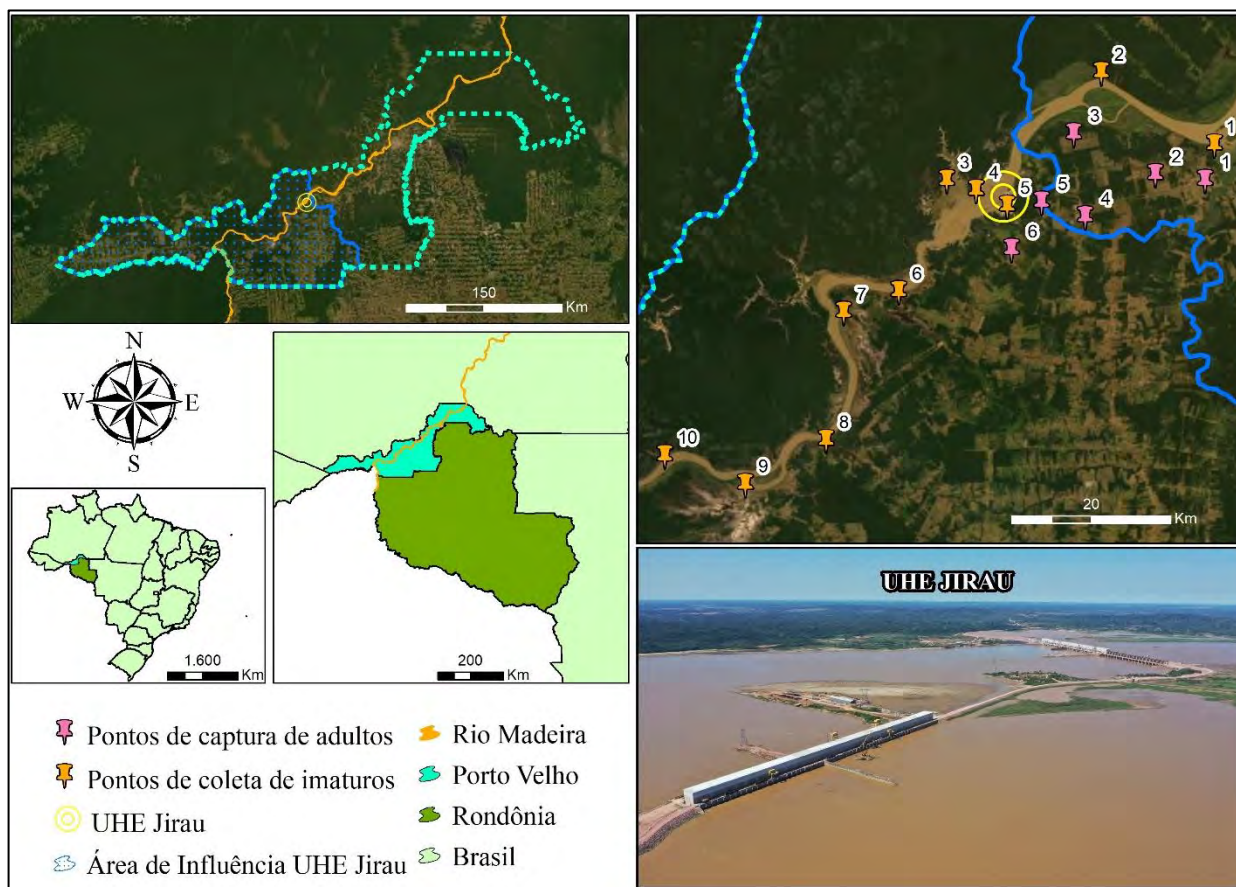 150
Km
2
1
3
2
1
3
4
5
5
4
6
6
7
8
10
9
20
Km
N
W E
S
1.600
Km
200
Km
UHE JIRAU
Pontos de captura de adultos
Pontos de coleta de imaturos
UHE Jirau
Área de Influência UHE Jirau
Rio Madeira
Porto Velho
Rondônia
Brasil